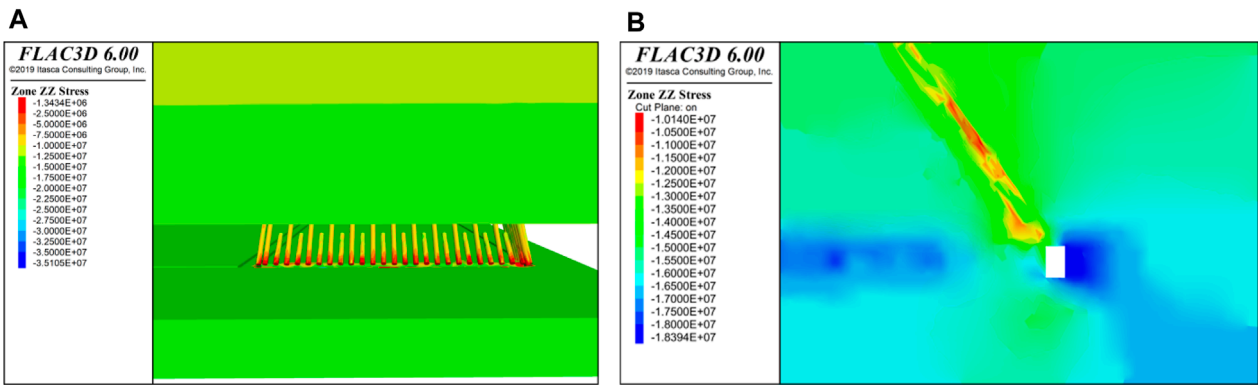 A
FLAC3D 6.00
©2019 Itasca Consulting Group, Inc.
Zone ZZ Stress
-1.3434E+06
-2.5000E+06
-5.0000E+06
-7.5000E+06
-1.0000E+07
-1.2500E+07
-1.5000E+07
-1.7500E+07
-2.0000E+07
-2.2500E+07
-2.5000E+07
-2.7500E+07
-3.0000E+07
-3.2500E+07
-3.5000E+07
-3.5105E+07
B
FLAC3D 6.00
©2019 Itasca Consulting Group, Inc.
Zone ZZ Stress
Cut Plane: on
-1.0140E+07
-1.0500E+07
-1.1000E+07
-1.1500E+07
-1.2000E+07
-1.2500E+07
-1.3000E+07
-1.3500E+07
-1.4000E+07
-1.4500E+07
-1.5000E+07
-1.5500E+07
-1.6000E+07
-1.6500E+07
-1.7000E+07
-1.7500E+07
-1.8000E+07
-1.8394E+07